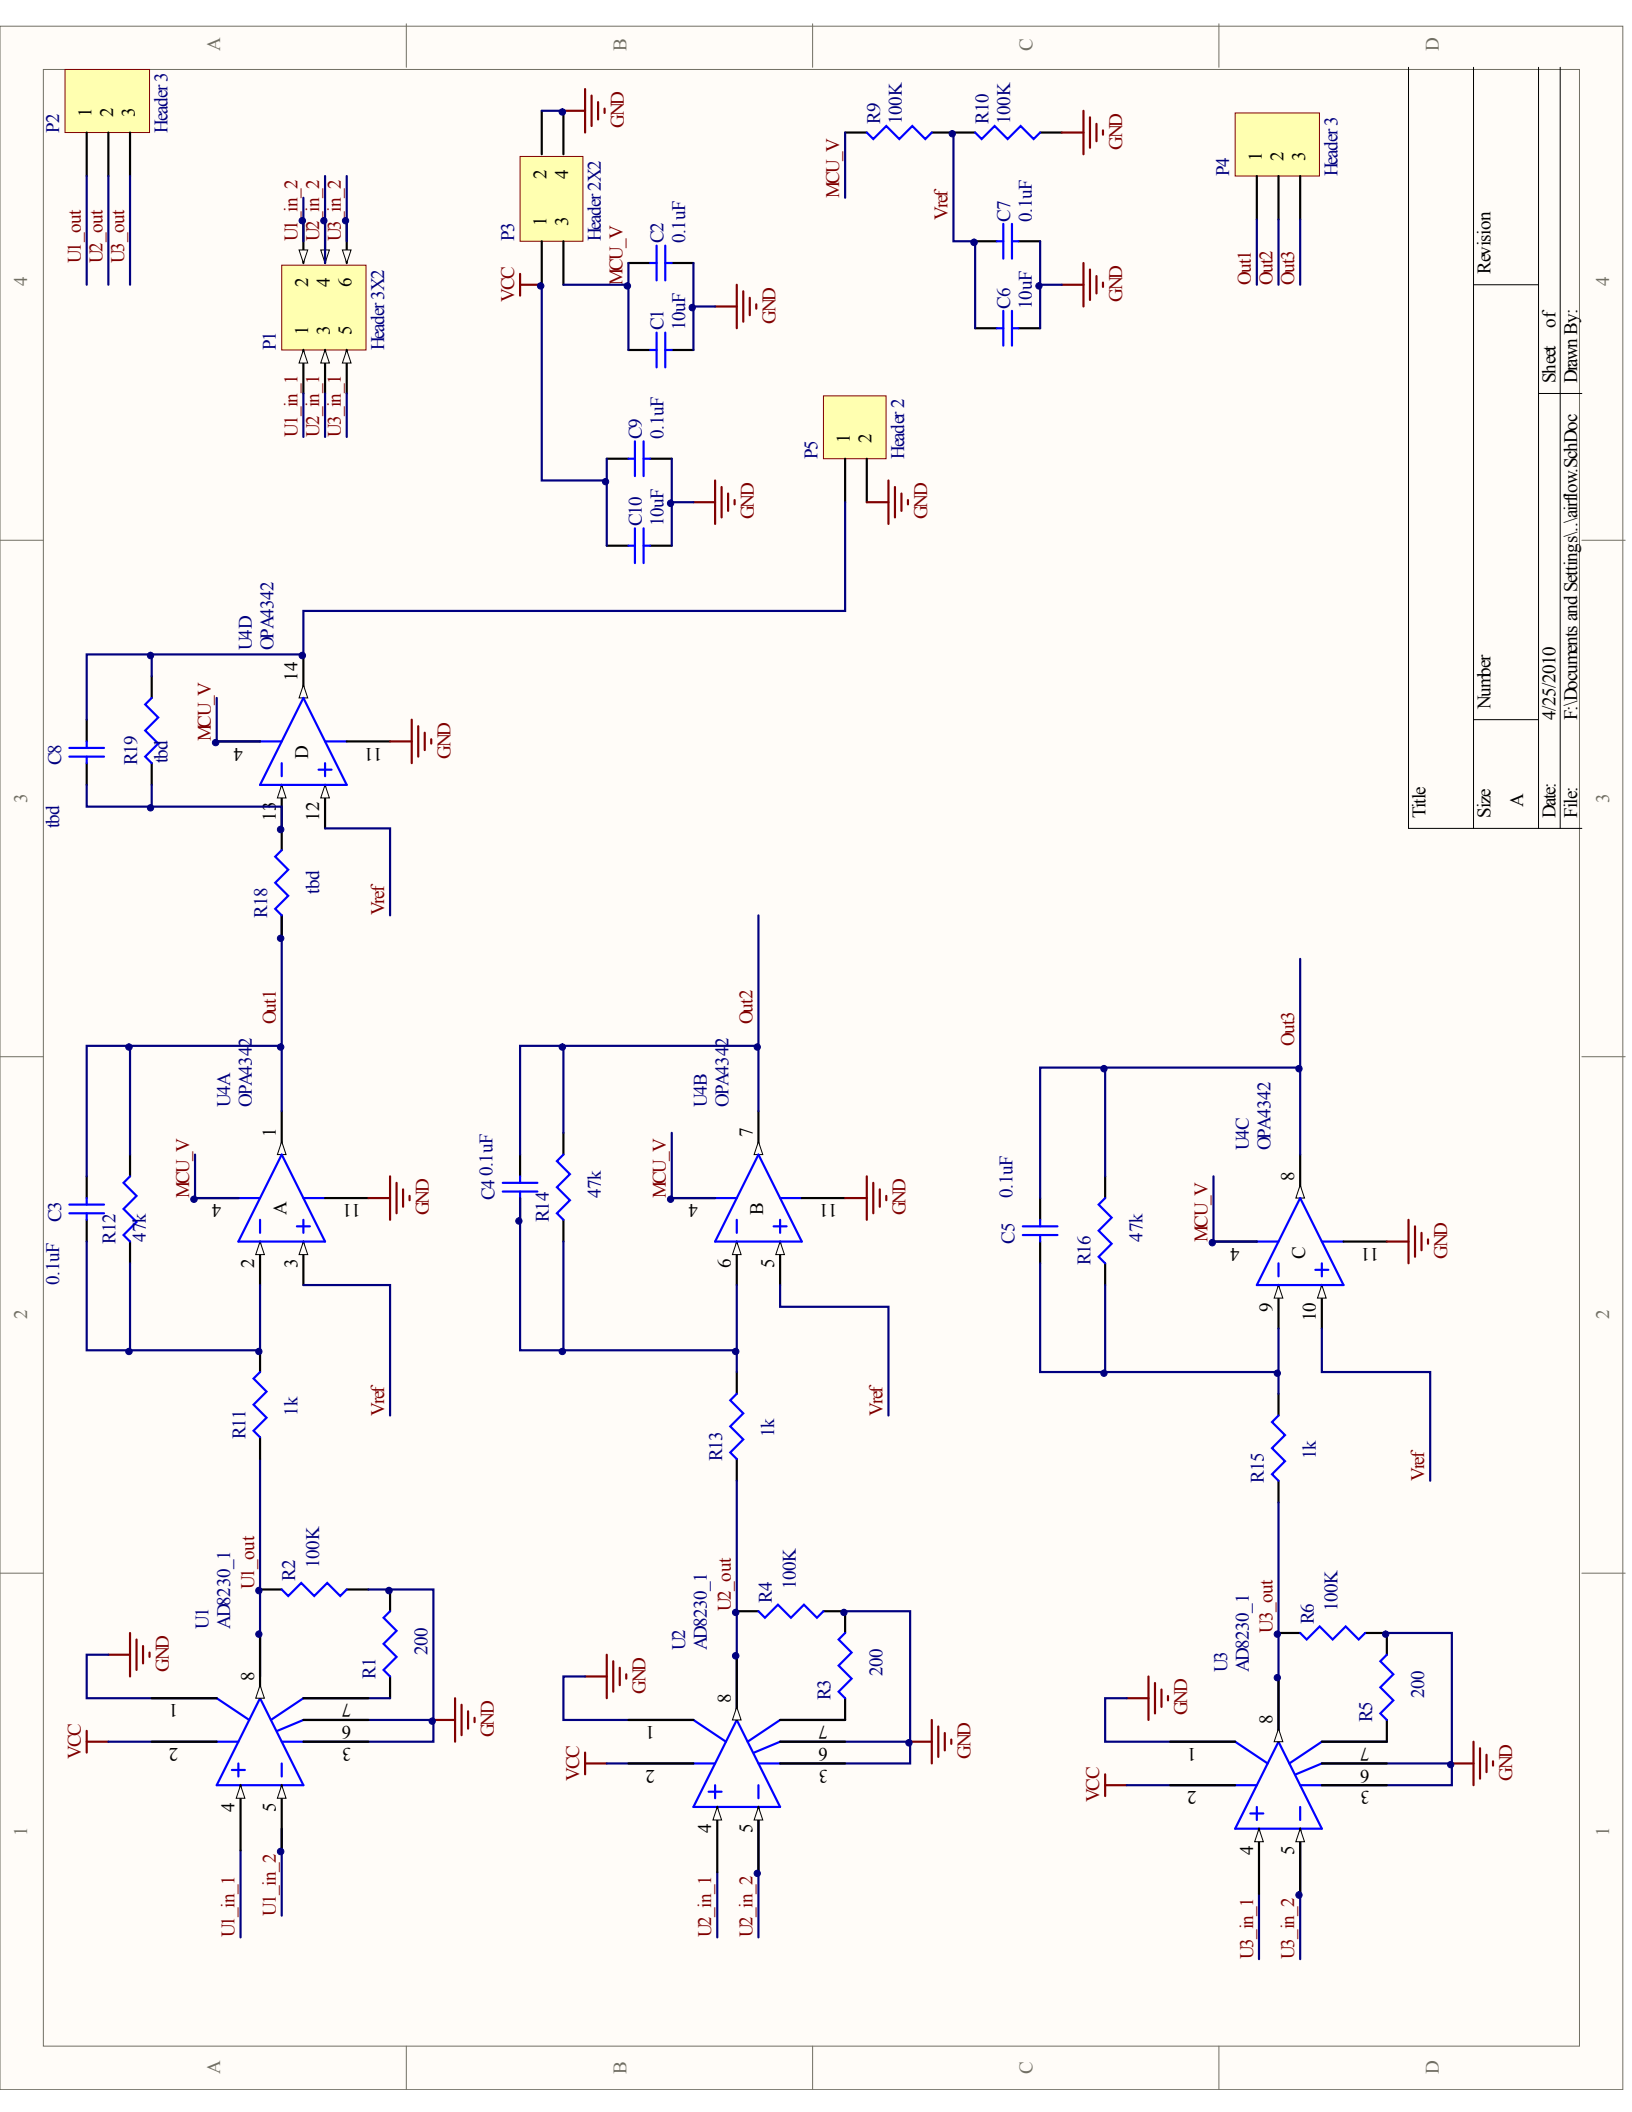 1
2
3
4
A
B
C
D
1
2
3
4
A
B
C
D
U1_in_1
U1_in_2
4
5
VCC
2
1
GND
3
6
7
8
U1
AD8230_1
U1_out
R1
200
R2
100K
GND
R11
1k
Vref
2
3
C3
0.1uF
R12
47k
MCU_V
4
A
11
GND
1
U4A
OPA4342
Out1
R18
tbd
Vref
13
12
C8
tbd
R19
tbd
MCU_V
4
D
11
GND
14
U4D
OPA4342
U2_in_1
U2_in_2
4
5
VCC
2
1
GND
3
6
7
8
U2
AD8230_1
U2_out
R3
200
R4
100K
GND
R13
1k
Vref
6
5
C4 0.1uF
R14
47k
MCU_V
4
B
11
GND
7
U4B
OPA4342
Out2
U3_in_1
U3_in_2
4
5
VCC
2
1
GND
3
6
7
8
U3
AD8230_1
U3_out
R5
200
R6
100K
GND
R15
1k
Vref
9
10
C5
0.1uF
R16
47k
MCU_V
4
C
11
GND
8
U4C
OPA4342
Out3
P2
U1_out
U2_out
U3_out
1
2
3
Header 3
P1
U1_in_1
U2_in_1
U3_in_1
1 2
3 4
5 6
U1_in_2
U2_in_2
U3_in_2
Header 3X2
P3
VCC
1 2
3 4
Header 2X2
GND
MCU_V
C1
10uF
C2
0.1uF
GND
C10
10uF
C9
0.1uF
GND
P5
1
2
Header 2
GND
MCU_V
R9
100K
R10
100K
GND
Vref
C6
10uF
C7
0.1uF
GND
P4
Out1
Out2
Out3
1
2
3
Header 3
Title
Size
A
Number
Revision
Date:
4/25/2010
Sheet of
File:
F:\Documents and Settings\..\airflow.SchDoc
Drawn By: